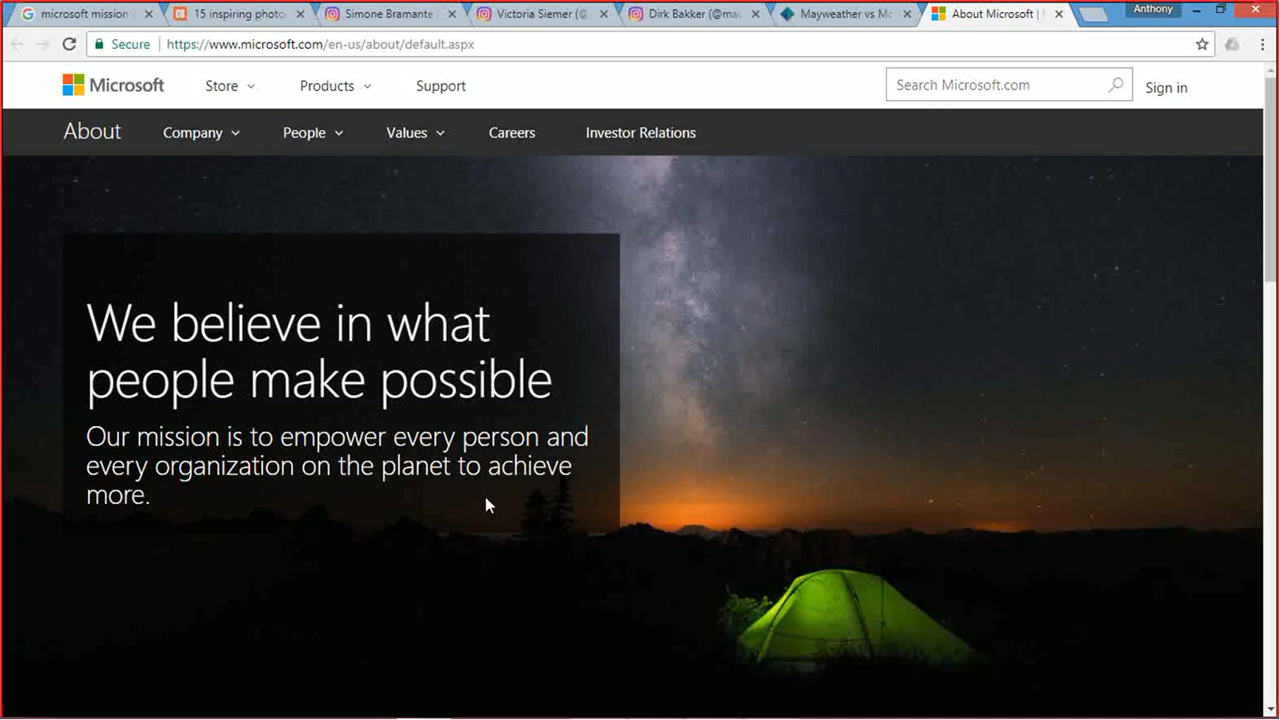 microsoft mission
15 inspiring photo
Simone Bramante
Victoria Siemer (@
Dirk Bakker (@mau
Mayweather vs Mc
About Microsoft |
Anthony
Secure https://www.microsoft.com/en-us/about/default.aspx
Microsoft Store Products Support Search Microsoft.com Sign in
About Company People Values Careers Investor Relations
We believe in what
people make possible
Our mission is to empower every person and
every organization on the planet to achieve
more.